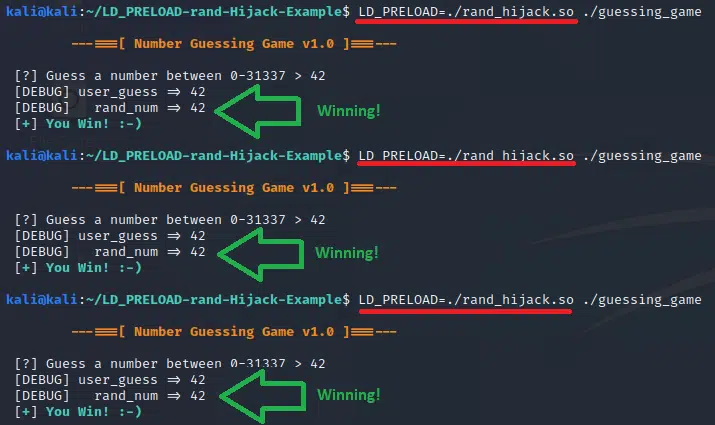 kali@kali:~/LD_PRELOAD-rand-Hijack-Example$ LD_PRELOAD=./rand_hijack.so ./guessing_game
---===[ Number Guessing Game v1.0 ]===---
[?] Guess a number between 0-31337 > 42
[DEBUG] user_guess => 42
[DEBUG]   rand_num => 42 Winning!
[+] You Win! :-)
kali@kali:~/LD_PRELOAD-rand-Hijack-Example$ LD_PRELOAD=./rand_hijack.so ./guessing_game
---===[ Number Guessing Game v1.0 ]===---
[?] Guess a number between 0-31337 > 42
[DEBUG] user_guess => 42
[DEBUG]   rand_num => 42 Winning!
[+] You Win! :-)
kali@kali:~/LD_PRELOAD-rand-Hijack-Example$ LD_PRELOAD=./rand_hijack.so ./guessing_game
---===[ Number Guessing Game v1.0 ]===---
[?] Guess a number between 0-31337 > 42
[DEBUG] user_guess => 42
[DEBUG]   rand_num => 42 Winning!
[+] You Win! :-)